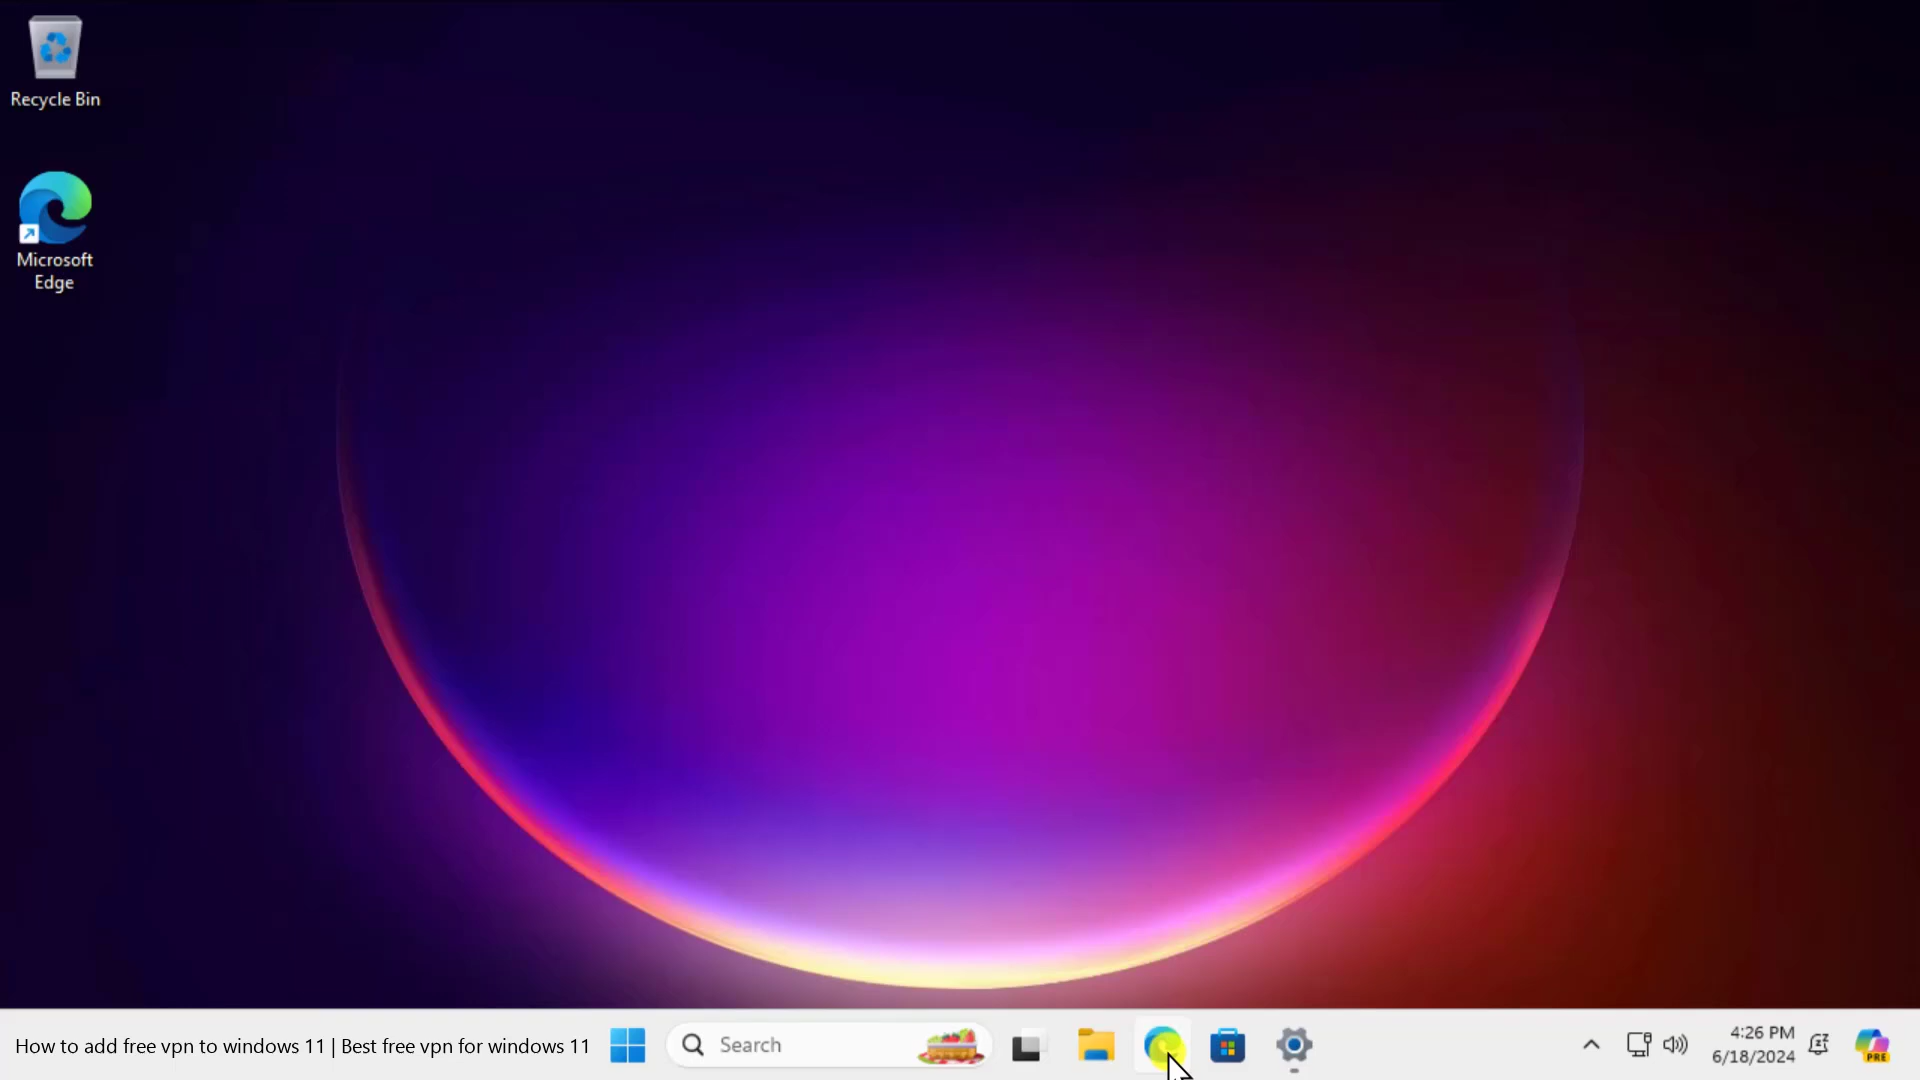 Recycle Bin
Microsoft
Edge
How to add free vpn to windows 11 | Best free vpn for windows 11
Search
4:26 PM
6/18/2024
PRE